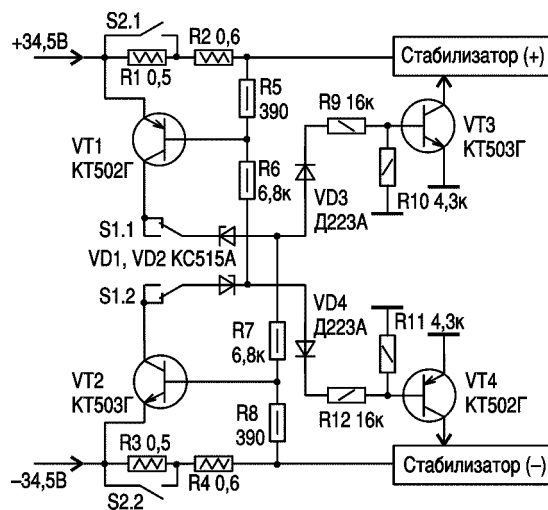 S2.1
+34,5В
R1 0,5
R2 0,6
Стабилизатор (+)
R5
390
R9 16к
VT3
КТ503Г
VT1
КТ502Г
R6
6,8к
VD3
Д223А
R10 4,3к
S1.1
VD1, VD2 КС515А
S1.2
R7
6,8к
VD4
Д223А
R11 4,3к
VT2
КТ503Г
R8
390
R12 16к
VT4
КТ502Г
R3 0,5
R4 0,6
Стабилизатор (–)
–34,5В
S2.2